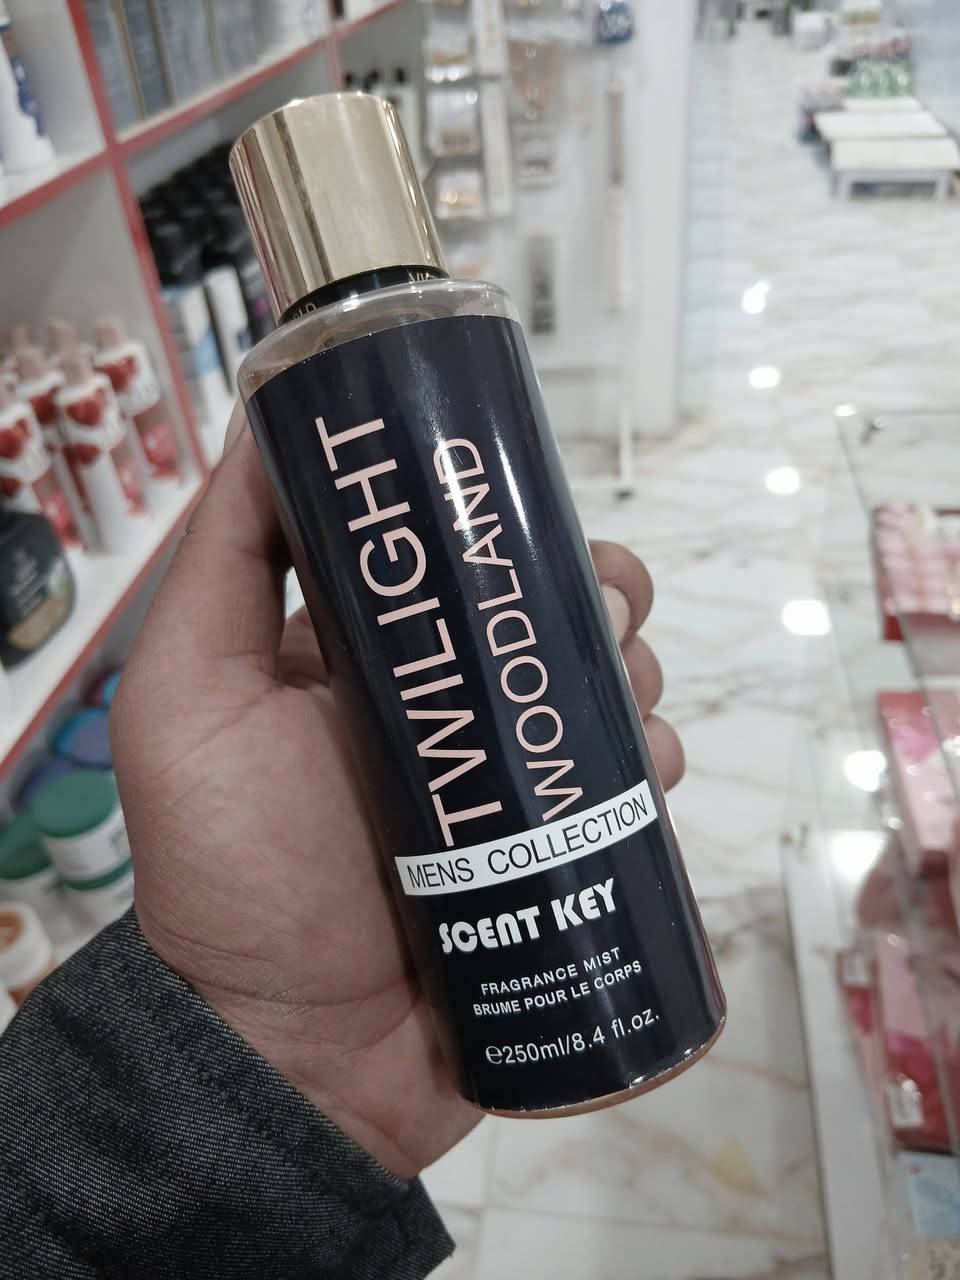 TWILIGHT
WOODLAND
MENS COLLECTION
SCENT KEY
FRAGRANCE MIST
BRUME POUR LE CORPS
℮250ml/8.4 fl.oz.